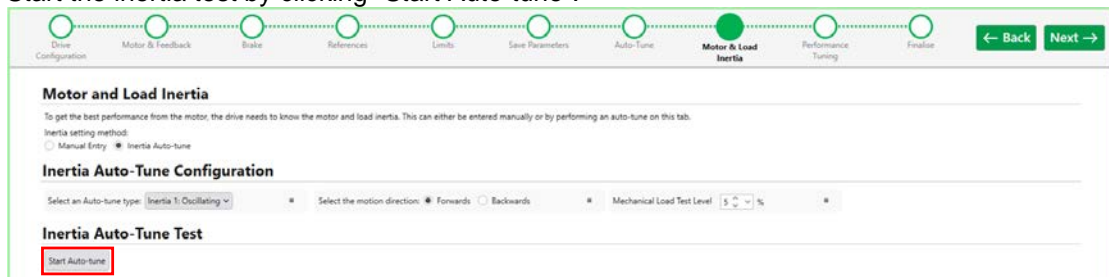 Start the inertia test by clicking "Start Auto-tune".
Drive Configuration
Motor & Feedback
Brake
References
Limits
Save Parameters
Auto-Tune
Motor & Load Inertia
Performance Tuning
Finalise
← Back
Next →
Motor and Load Inertia
To get the best performance from the motor, the drive needs to know the motor and load inertia. This can either be entered manually or by performing an auto-tune on this tab.
Inertia setting method:
Manual Entry Inertia Auto-tune
Inertia Auto-Tune Configuration
Select an Auto-tune type: Inertia 1: Oscillating Select the motion direction: Forwards Backwards Mechanical Load Test Level 5 %
Inertia Auto-Tune Test
Start Auto-tune